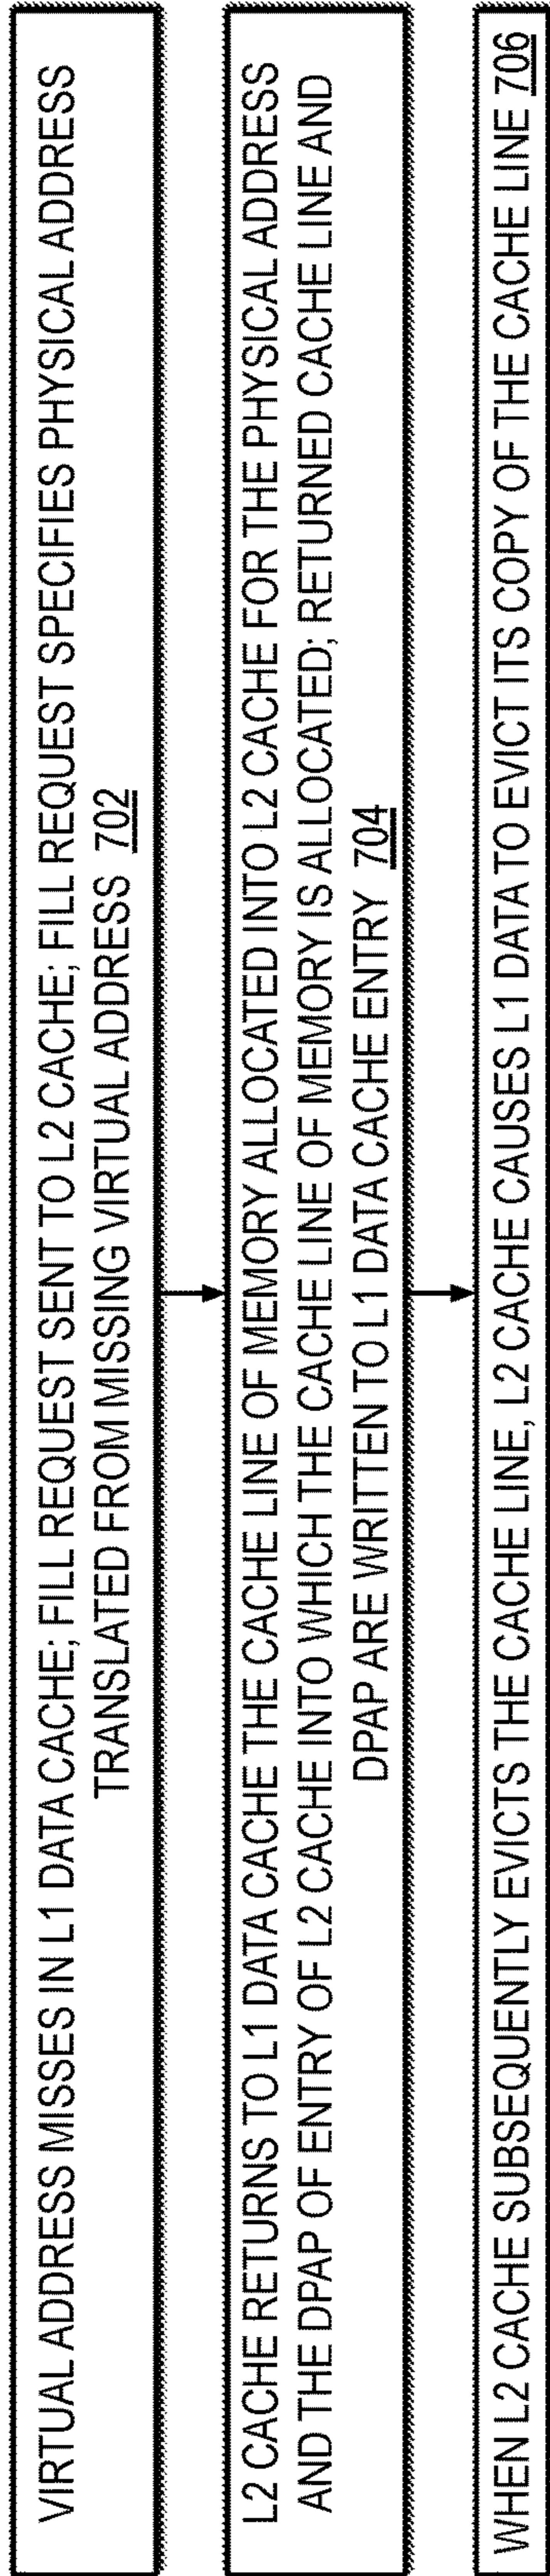 VIRTUAL ADDRESS MISSES IN L1 DATA CACHE; FILL REQUEST SENT TO L2 CACHE; FILL REQUEST SPECIFIES PHYSICAL ADDRESS
TRANSLATED FROM MISSING VIRTUAL ADDRESS 702
L2 CACHE RETURNS TO L1 DATA CACHE THE CACHE LINE OF MEMORY ALLOCATED INTO L2 CACHE FOR THE PHYSICAL ADDRESS
AND THE DPAP OF ENTRY OF L2 CACHE INTO WHICH THE CACHE LINE OF MEMORY IS ALLOCATED; RETURNED CACHE LINE AND
DPAP ARE WRITTEN TO L1 DATA CACHE ENTRY 704
WHEN L2 CACHE SUBSEQUENTLY EVICTS THE CACHE LINE, L2 CACHE CAUSES L1 DATA TO EVICT ITS COPY OF THE CACHE LINE 706